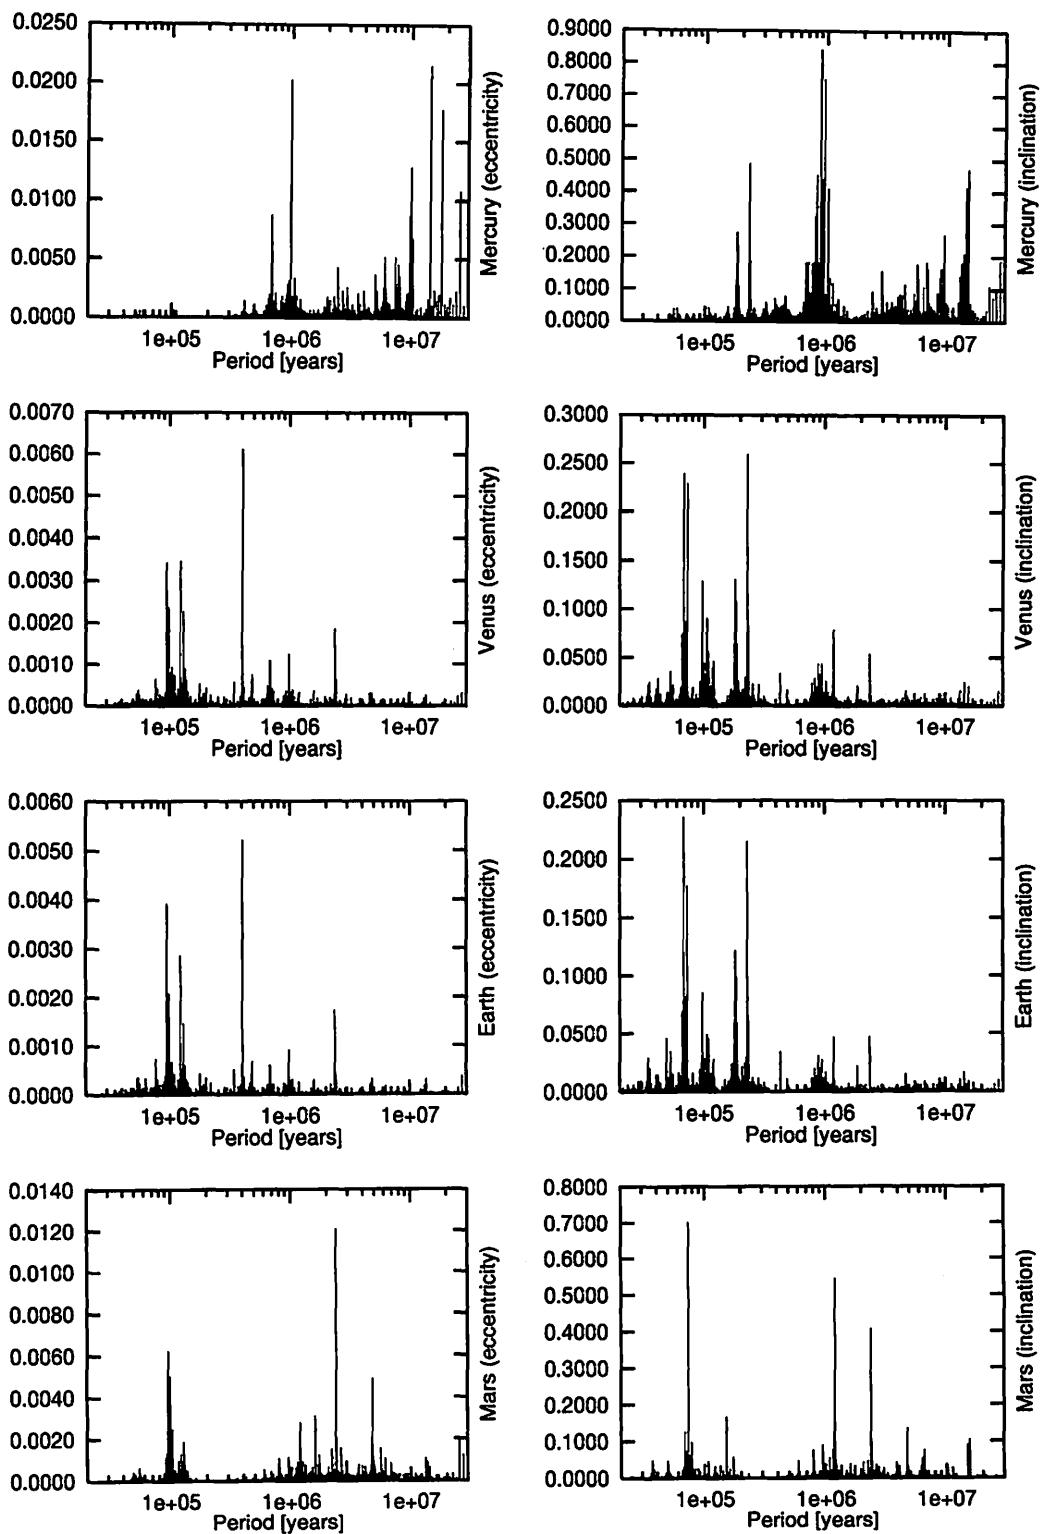 0.0250
0.0200
0.0150
0.0100
0.0050
0.0000
1e+05 1e+06 1e+07
Period [years]
Mercury (eccentricity)
0.9000
0.8000
0.7000
0.6000
0.5000
0.4000
0.3000
0.2000
0.1000
0.0000
1e+05 1e+06 1e+07
Period [years]
Mercury (inclination)
0.0070
0.0060
0.0050
0.0040
0.0030
0.0020
0.0010
0.0000
1e+05 1e+06 1e+07
Period [years]
Venus (eccentricity)
0.3000
0.2500
0.2000
0.1500
0.1000
0.0500
0.0000
1e+05 1e+06 1e+07
Period [years]
Venus (inclination)
0.0060
0.0050
0.0040
0.0030
0.0020
0.0010
0.0000
1e+05 1e+06 1e+07
Period [years]
Earth (eccentricity)
0.2500
0.2000
0.1500
0.1000
0.0500
0.0000
1e+05 1e+06 1e+07
Period [years]
Earth (inclination)
0.0140
0.0120
0.0100
0.0080
0.0060
0.0040
0.0020
0.0000
1e+05 1e+06 1e+07
Period [years]
Mars (eccentricity)
0.8000
0.7000
0.6000
0.5000
0.4000
0.3000
0.2000
0.1000
0.0000
1e+05 1e+06 1e+07
Period [years]
Mars (inclination)